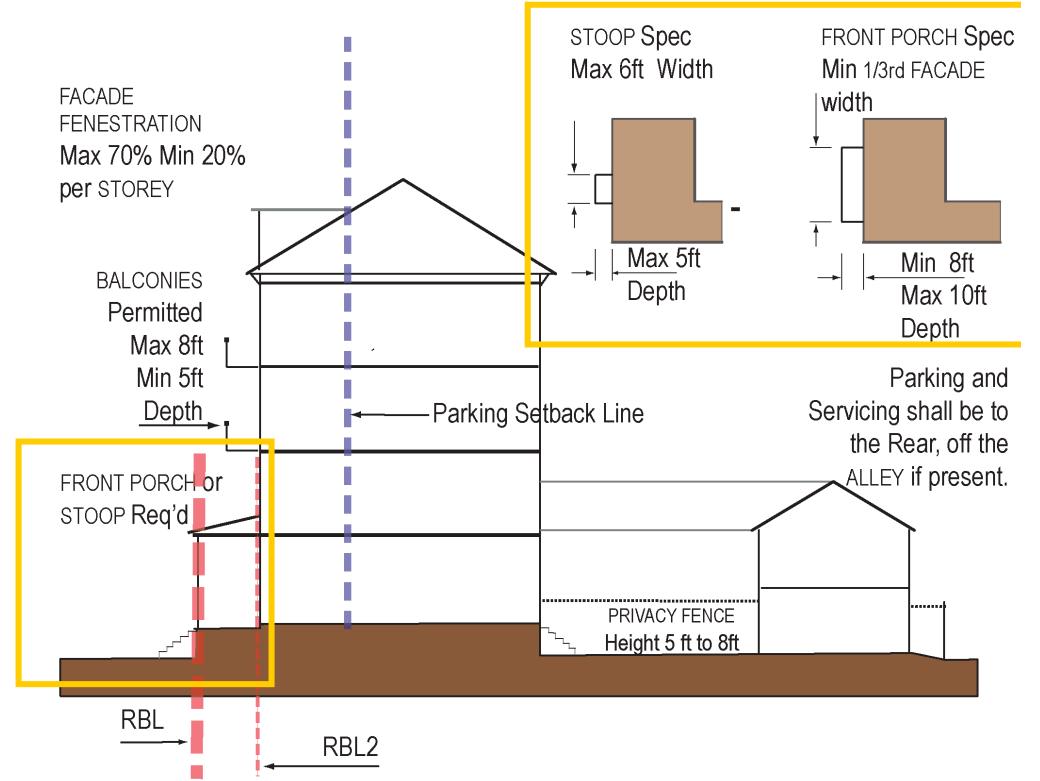 FACADE
FENESTRATION
Max 70% Min 20%
per STOREY
STOOP Spec
Max 6ft Width
FRONT PORCH Spec
Min 1/3rd FACADE
width
Max 5ft
Depth
Min 8ft
Max 10ft
Depth
BALCONIES
Permitted
Max 8ft
Min 5ft
Depth
Parking Setback Line
Parking and
Servicing shall be to
the Rear, off the
ALLEY if present.
FRONT PORCH or
STOOP Req'd
PRIVACY FENCE
Height 5 ft to 8ft
RBL
RBL2